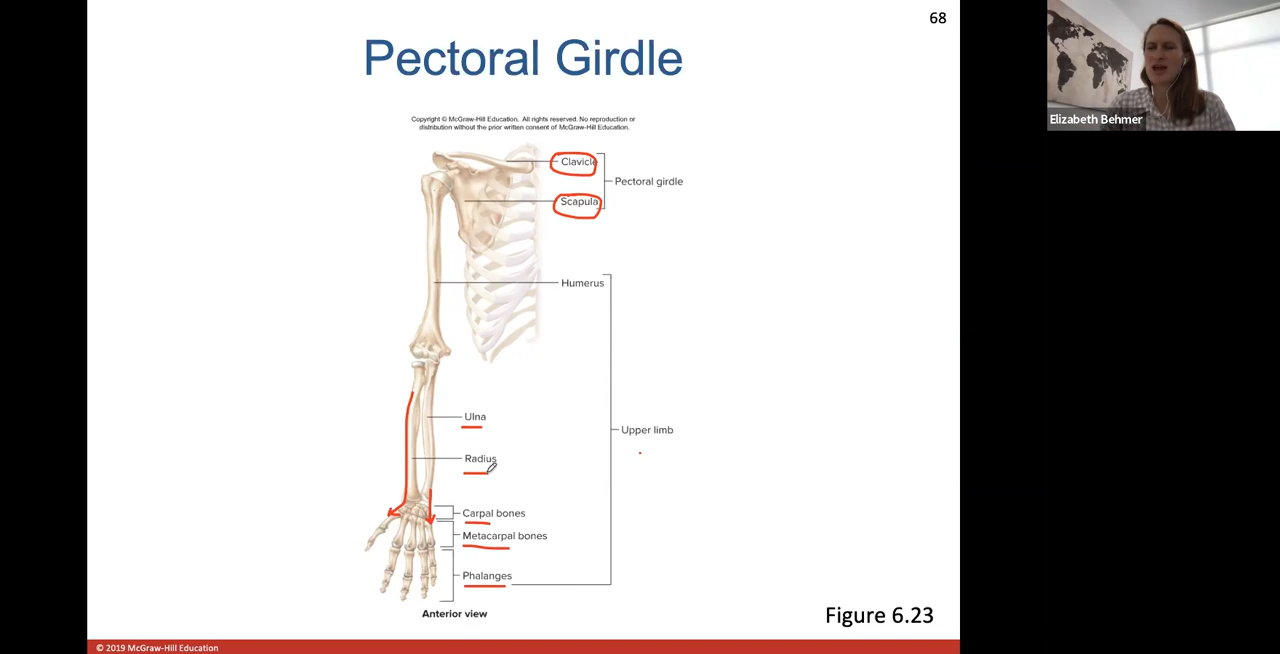 68
Pectoral Girdle
Copyright © McGraw-Hill Education. All rights reserved. No reproduction or
distribution without the prior written consent of McGraw-Hill Education.
Clavicle
Pectoral girdle
Scapula
Humerus
Ulna
Upper limb
Radius
Carpal bones
Metacarpal bones
Phalanges
Anterior view
Figure 6.23
© 2019 McGraw-Hill Education
Elizabeth Behmer